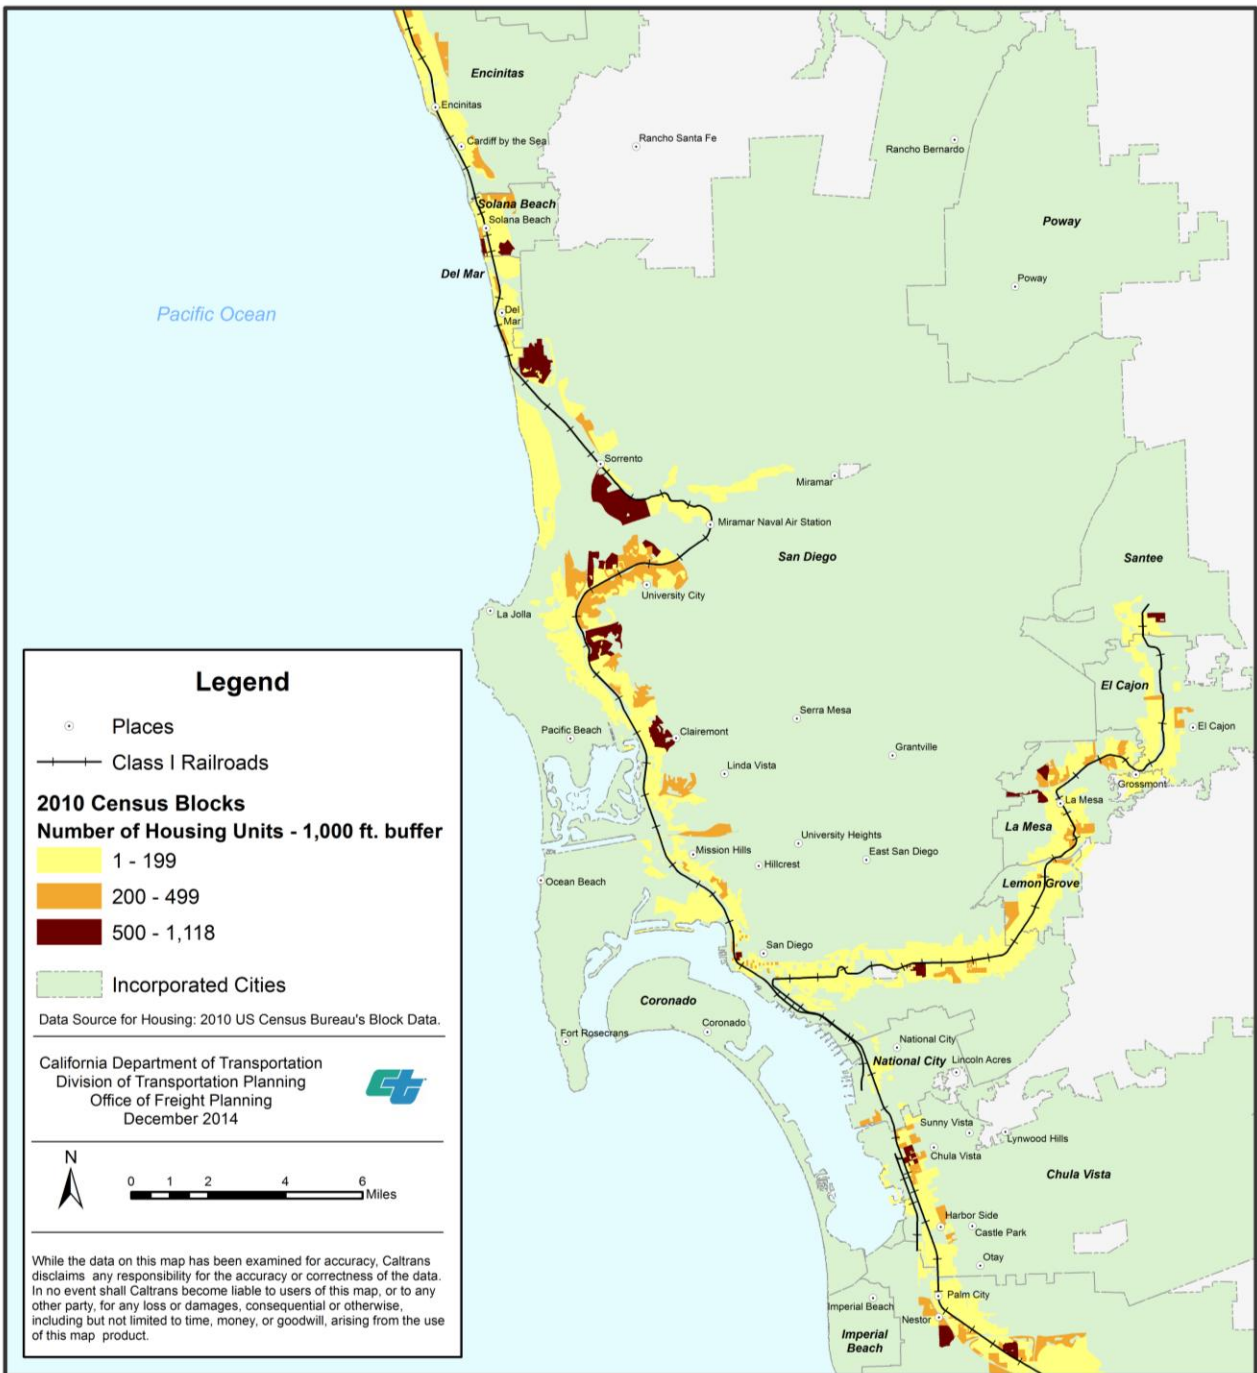 Encinitas
Encinitas
Cardiff by the Sea
Rancho Santa Fe
Rancho Bernardo
Solana Beach
Solana Beach
Poway
Del Mar
Poway
Pacific Ocean
Del
Mar
Sorrento
Miramar
Miramar Naval Air Station
San Diego
Santee
University City
La Jolla
El Cajon
Serra Mesa
El Cajon
Pacific Beach
Clairemont
Grantville
Linda Vista
Grossmont
La Mesa
La Mesa
University Heights
Mission Hills
East San Diego
Hillcrest
Ocean Beach
Lemon Grove
San Diego
Coronado
Coronado
Fort Rosecrans
National City
National City
Lincoln Acres
Sunny Vista
Lynwood Hills
Chula Vista
Chula Vista
Harbor Side
Castle Park
Otay
Palm City
Imperial Beach
Nestor
Imperial
Beach
Legend
Places
Class I Railroads
2010 Census Blocks
Number of Housing Units - 1,000 ft. buffer
1 - 199
200 - 499
500 - 1,118
Incorporated Cities
Data Source for Housing: 2010 US Census Bureau's Block Data.
California Department of Transportation
Division of Transportation Planning
Office of Freight Planning
December 2014
ct
N
0 1 2 4 6
Miles
While the data on this map has been examined for accuracy, Caltrans
disclaims any responsibility for the accuracy or correctness of the data.
In no event shall Caltrans become liable to users of this map, or to any
other party, for any loss or damages, consequential or otherwise,
including but not limited to time, money, or goodwill, arising from the use
of this map product.